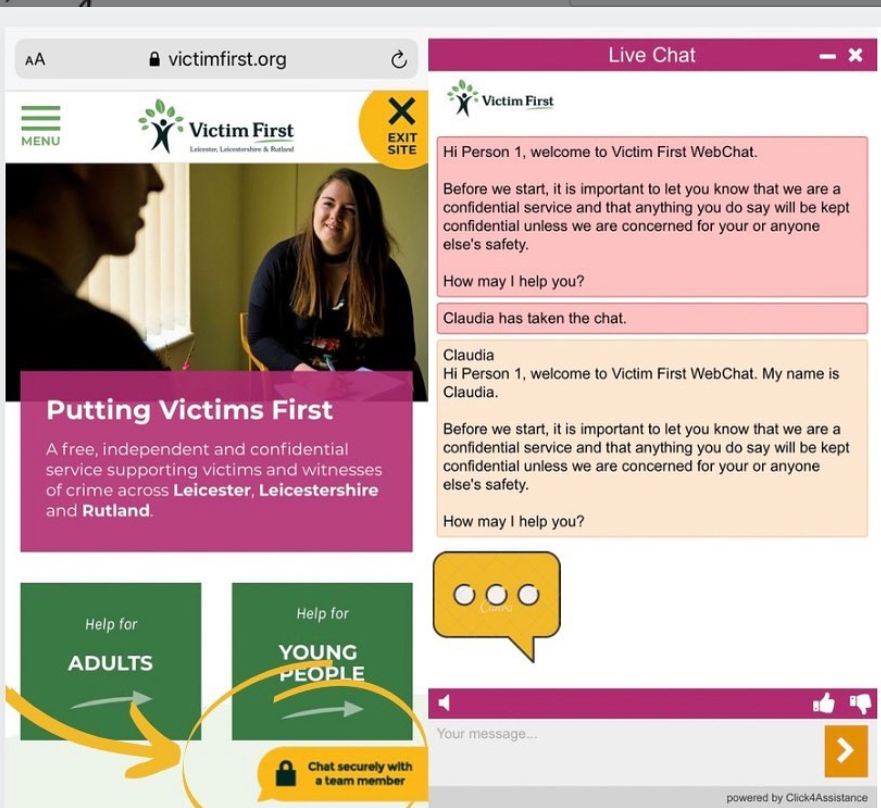 AA
victimfirst.org
MENU
Victim First
Leicester, Leicestershire & Rutland
EXIT
SITE
Putting Victims First
A free, independent and confidential
service supporting victims and witnesses
of crime across Leicester, Leicestershire
and Rutland.
Help for
ADULTS
Help for
YOUNG
PEOPLE
Chat securely with
a team member
Live Chat
Victim First
Hi Person 1, welcome to Victim First WebChat.
Before we start, it is important to let you know that we are a
confidential service and that anything you do say will be kept
confidential unless we are concerned for your or anyone
else's safety.
How may I help you?
Claudia has taken the chat.
Claudia
Hi Person 1, welcome to Victim First WebChat. My name is
Claudia.
Before we start, it is important to let you know that we are a
confidential service and that anything you do say will be kept
confidential unless we are concerned for your or anyone
else's safety.
How may I help you?
Canva
Your message...
powered by Click4Assistance